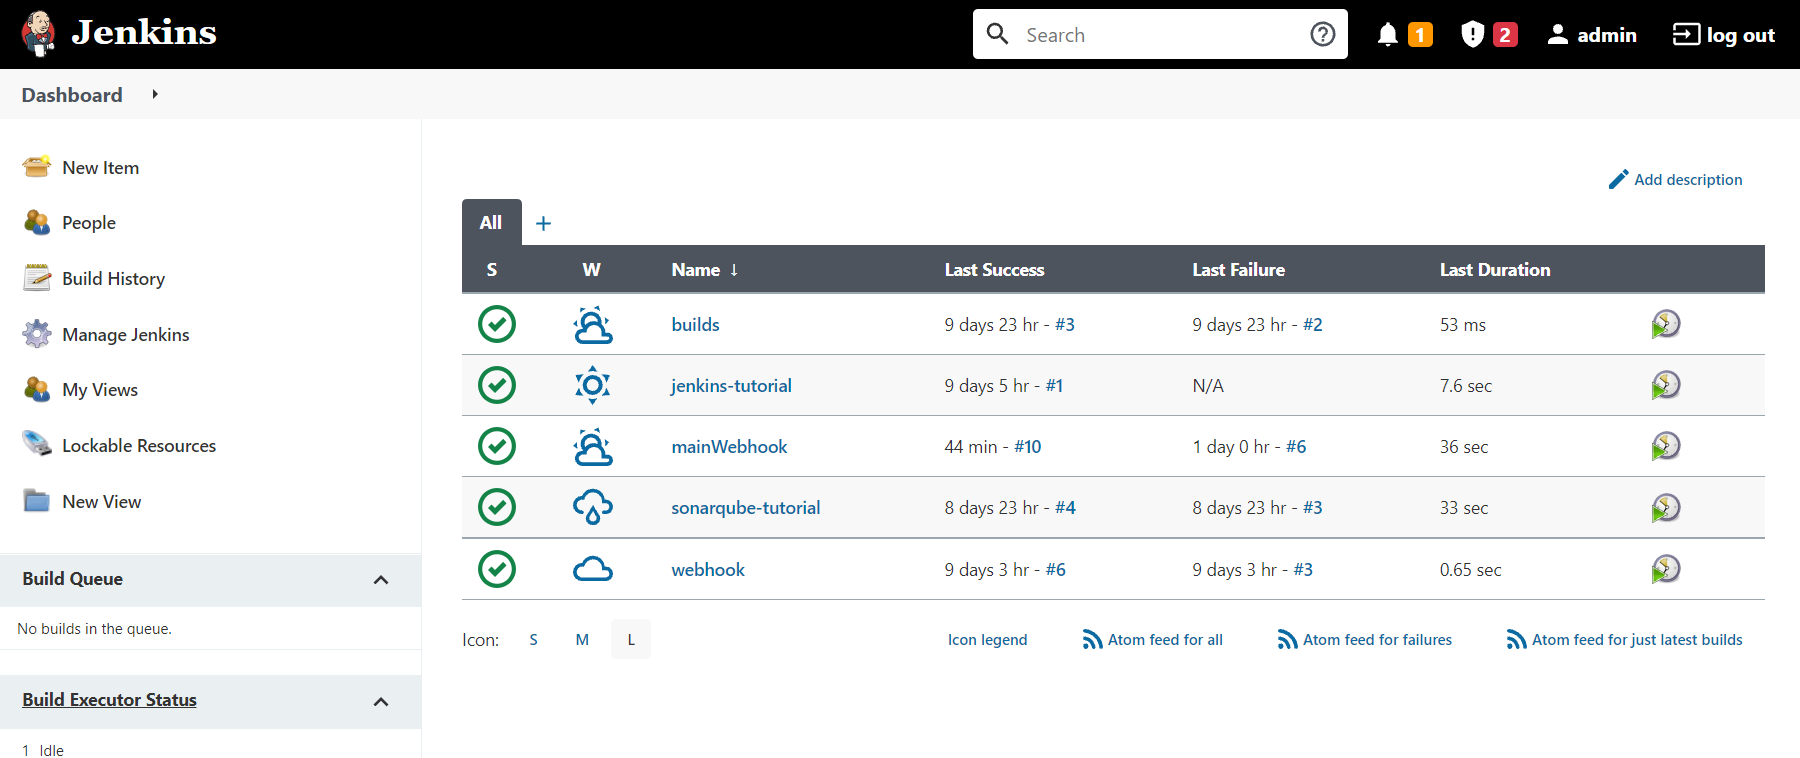 Jenkins
Search
1
2
admin
log out
Dashboard
New Item
People
Build History
Manage Jenkins
My Views
Lockable Resources
New View
Build Queue
No builds in the queue.
Build Executor Status
1 Idle
Add description
All +
S W Name ↓ Last Success Last Failure Last Duration
builds 9 days 23 hr - #3 9 days 23 hr - #2 53 ms
jenkins-tutorial 9 days 5 hr - #1 N/A 7.6 sec
mainWebhook 44 min - #10 1 day 0 hr - #6 36 sec
sonarqube-tutorial 8 days 23 hr - #4 8 days 23 hr - #3 33 sec
webhook 9 days 3 hr - #6 9 days 3 hr - #3 0.65 sec
Icon: S M L Icon legend Atom feed for all Atom feed for failures Atom feed for just latest builds